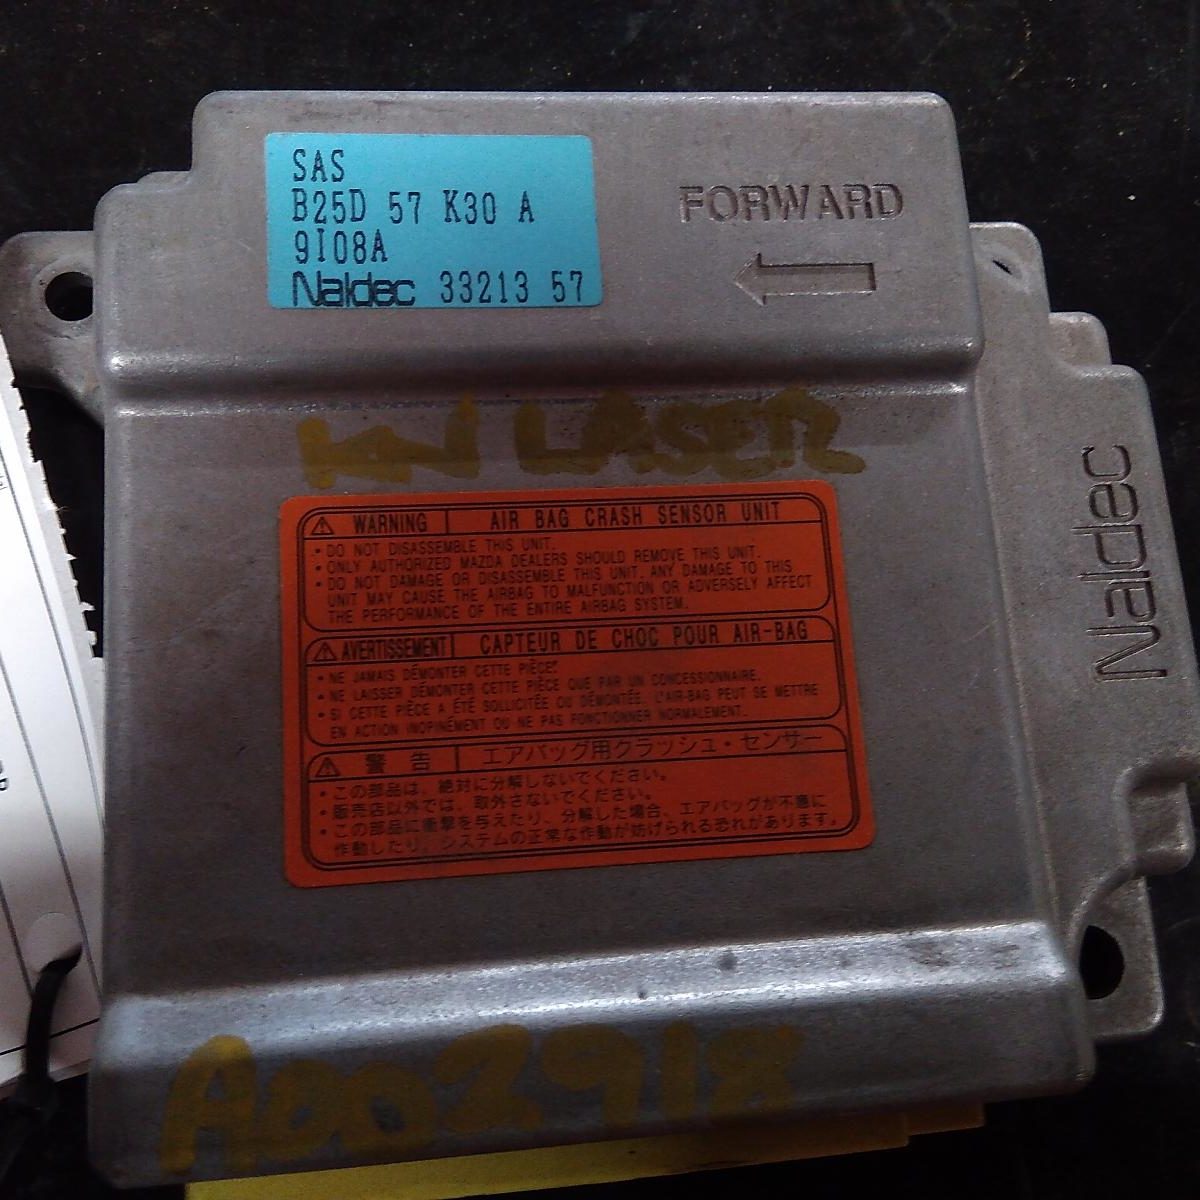 SAS
B25D 57 K30 A
9I08A
Naldec 33213 57
FORWARD
KN LASER
WARNING AIR BAG CRASH SENSOR UNIT
• DO NOT DISASSEMBLE THIS UNIT.
• ONLY AUTHORIZED MAZDA DEALERS SHOULD REMOVE THIS UNIT.
• DO NOT DAMAGE OR DISASSEMBLE THIS UNIT. ANY DAMAGE TO THIS
UNIT MAY CAUSE THE AIRBAG TO MALFUNCTION OR ADVERSELY AFFECT
THE PERFORMANCE OF THE ENTIRE AIRBAG SYSTEM.
AVERTISSEMENT CAPTEUR DE CHOC POUR AIR-BAG
• NE JAMAIS DÉMONTER CETTE PIÈCE.
• NE LAISSER DÉMONTER CETTE PIÈCE QUE PAR UN CONCESSIONNAIRE.
• SI CETTE PIÈCE A ÉTÉ SOLLICITÉE OU DÉMONTÉE. L'AIR-BAG PEUT SE METTRE
EN ACTION INOPINÉMENT OU NE PAS FONCTIONNER NORMALEMENT.
警告 エアバッグ用クラッシュ・センサー
• この部品は、絶対に分解しないでください。
• 販売店以外では、取外さないでください。
• この部品に衝撃を与えたり、分解した場合、エアバッグが不意に
作動したり、システムの正常な作動が妨げられる恐れがあります。
Naldec
A002918